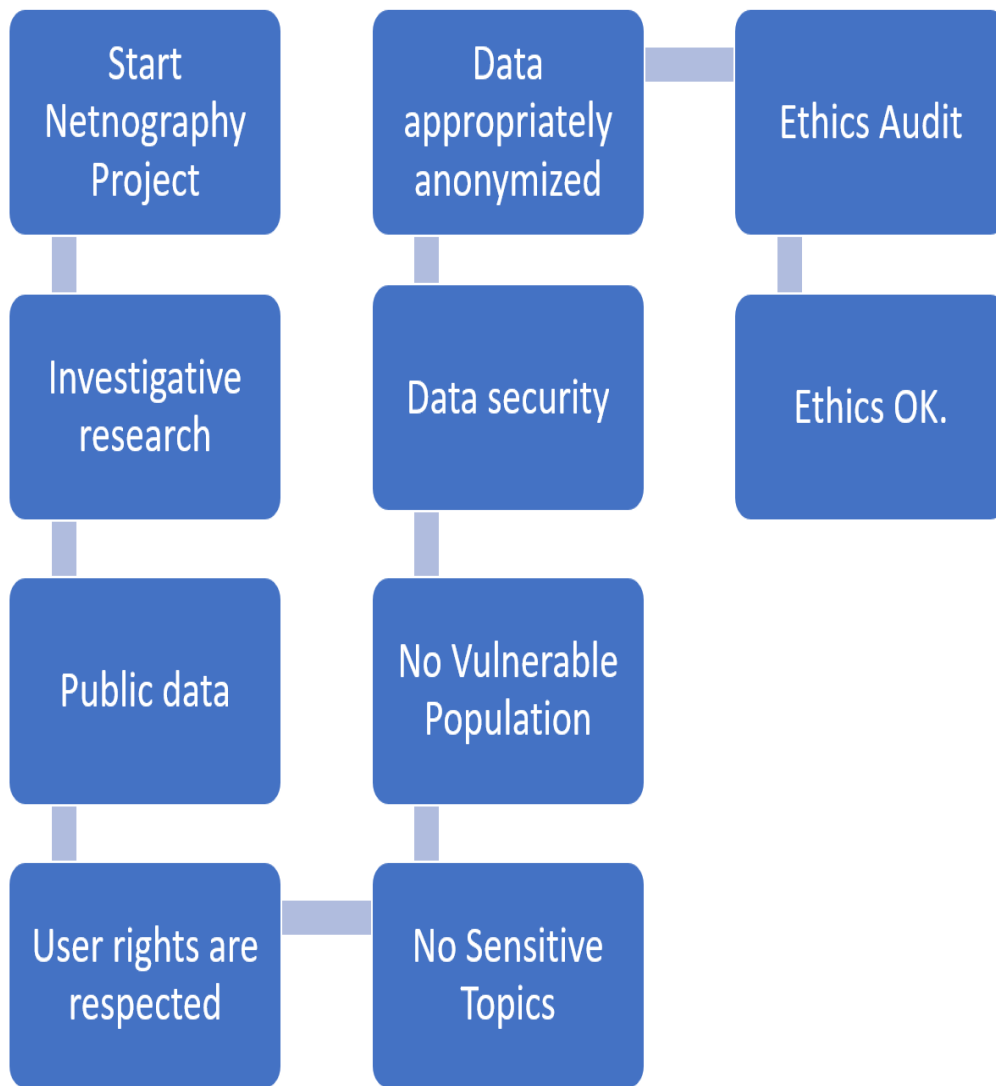 Start
Netnography
Project
Investigative
research
Public data
User rights are
respected
No Sensitive
Topics
No Vulnerable
Population
Data security
Data
appropriately
anonymized
Ethics Audit
Ethics OK.